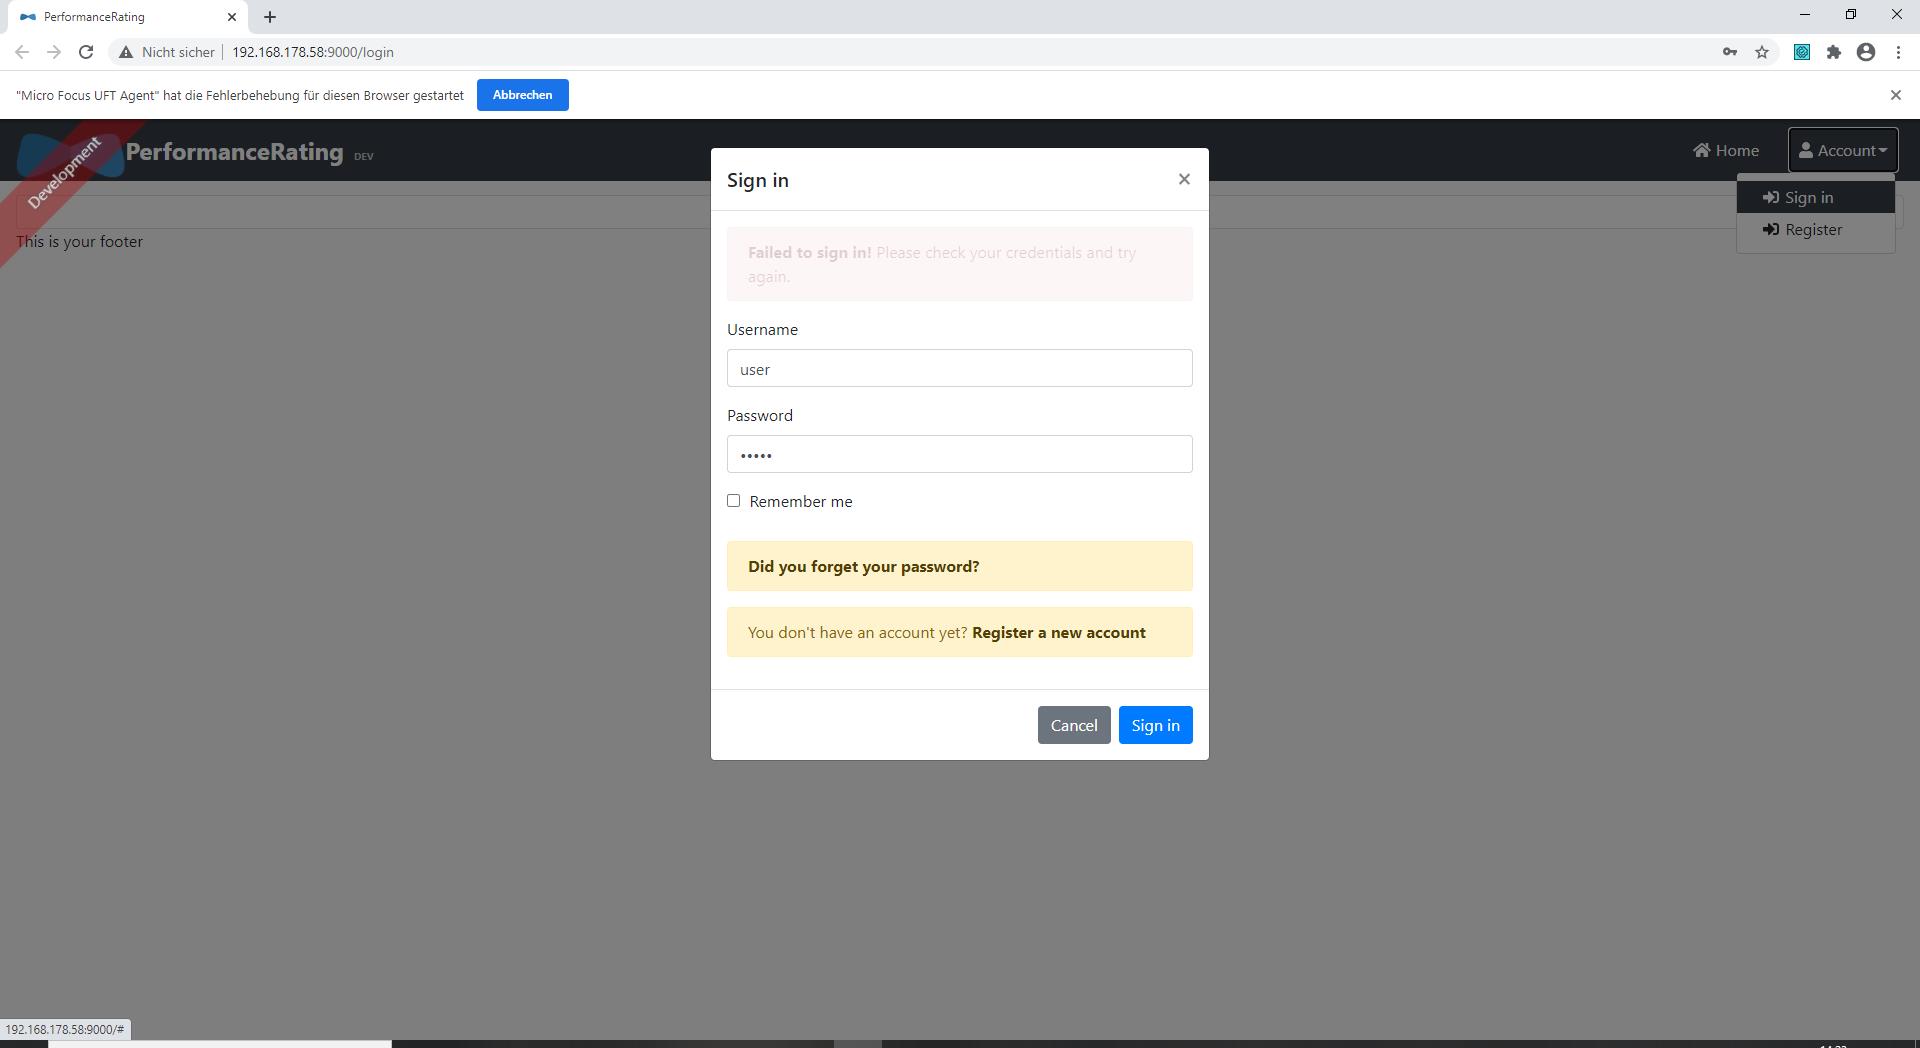 PerformanceRating
Nicht sicher
192.168.178.58:9000/login
"Micro Focus UFT Agent" hat die Fehlerbehebung für diesen Browser gestartet
Abbrechen
Development
PerformanceRating DEV
Home
Account
Sign in
Register
This is your footer
Sign in
Failed to sign in! Please check your credentials and try
again.
Username
user
Password
•••••
Remember me
Did you forget your password?
You don't have an account yet? Register a new account
Cancel
Sign in
192.168.178.58:9000/#